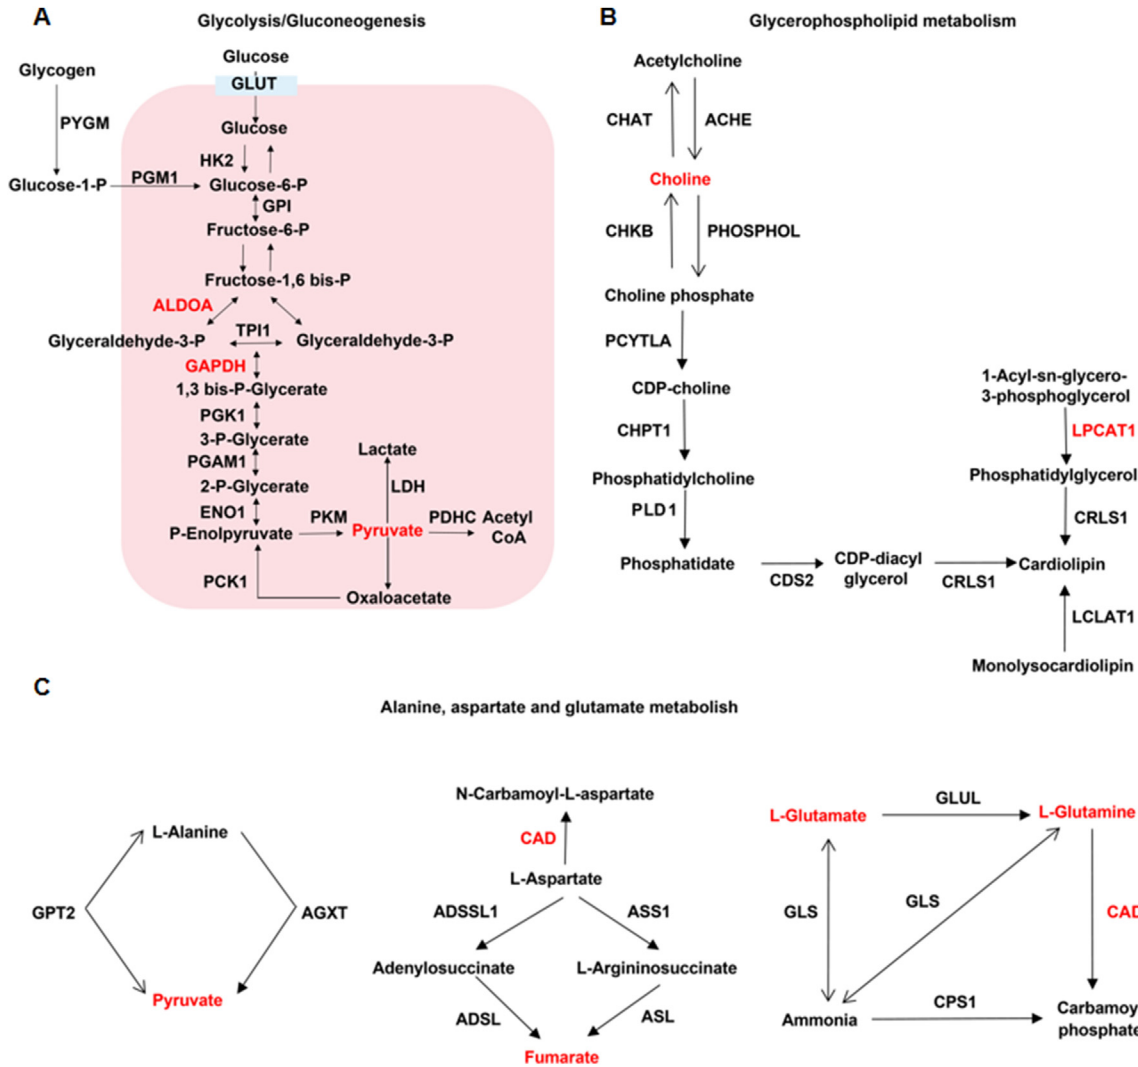 A
Glycolysis/Gluconeogenesis
Glucose
Glycogen
GLUT
PYGM
Glucose
HK2
Glucose-1-P
PGM1
Glucose-6-P
GPI
Fructose-6-P
Fructose-1,6 bis-P
ALDOA
Glyceraldehyde-3-P
TPI1
Glyceraldehyde-3-P
GAPDH
1,3 bis-P-Glycerate
PGK1
3-P-Glycerate
PGAM1
2-P-Glycerate
ENO1
P-Enolpyruvate
PKM
Pyruvate
Lactate
LDH
PDHC
Acetyl
CoA
PCK1
Oxaloacetate
B
Glycerophospholipid metabolism
Acetylcholine
CHAT
ACHE
Choline
CHKB
PHOSPHOL
Choline phosphate
PCYTLA
CDP-choline
CHPT1
Phosphatidylcholine
PLD1
Phosphatidate
CDS2
CDP-diacyl
glycerol
CRLS1
1-Acyl-sn-glycero-
3-phosphoglycerol
LPCAT1
Phosphatidylglycerol
CRLS1
Cardiolipin
LCLAT1
Monolysocardiolipin
C
Alanine, aspartate and glutamate metabolish
L-Alanine
GPT2
AGXT
Pyruvate
N-Carbamoyl-L-aspartate
CAD
L-Aspartate
ADSSL1
ASS1
Adenylosuccinate
L-Argininosuccinate
ADSL
ASL
Fumarate
L-Glutamate
GLUL
L-Glutamine
GLS
GLS
CAD
Ammonia
CPS1
Carbamoy
phosphate